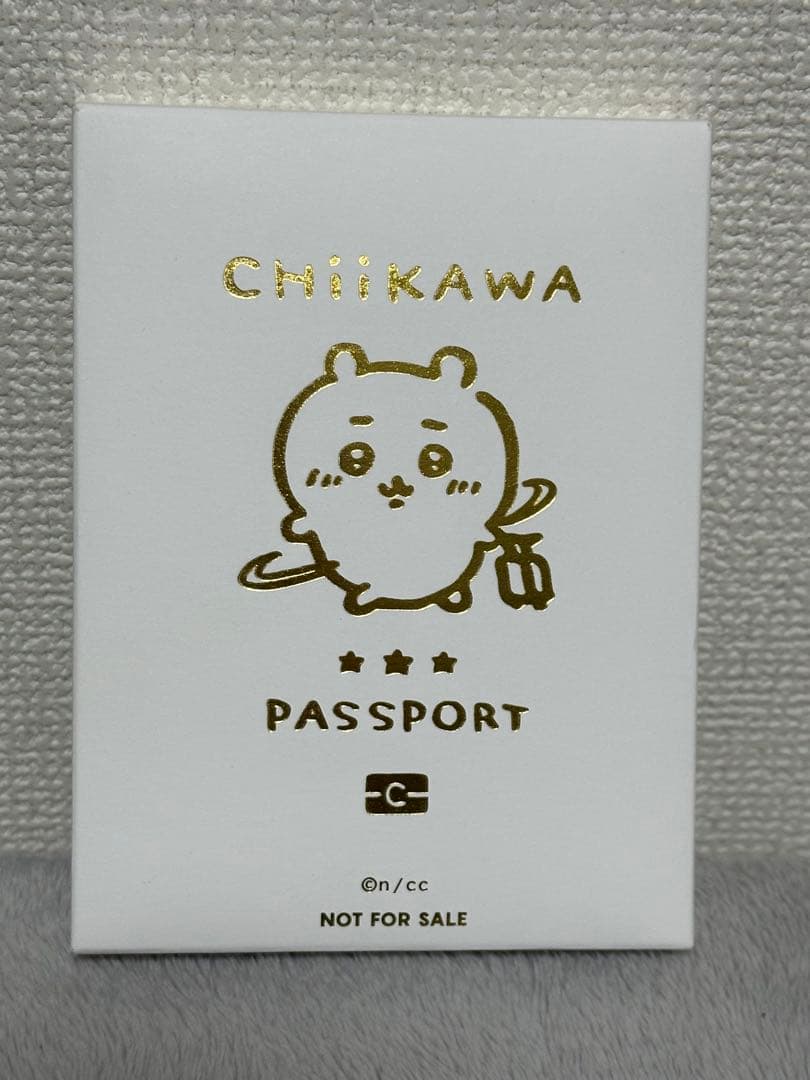 CHiiKAWA
PASSPORT
C
©n/cc
NOT FOR SALE